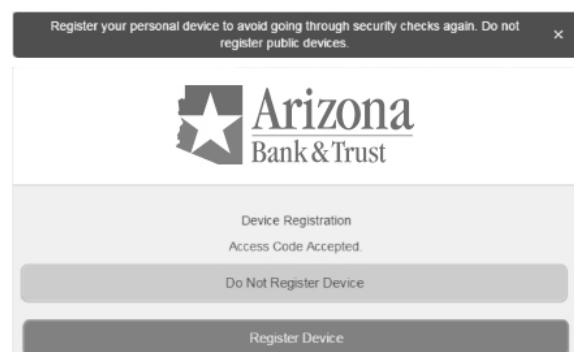 Register your personal device to avoid going through security checks again. Do not
register public devices.
×
Arizona
Bank & Trust
Device Registration
Access Code Accepted.
Do Not Register Device
Register Device